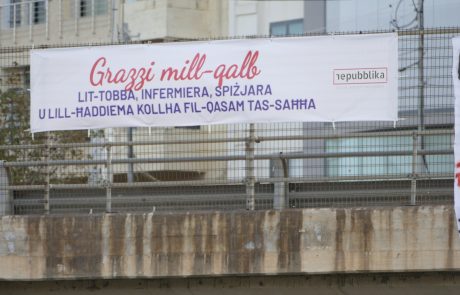 Grazzi mill-qalb
LIT-TOBBA, INFERMIERA, SPIŻJARA
U LILL-ĦADDIEMA KOLLHA FIL-QASAM TAS-SAĦĦA
repubblika